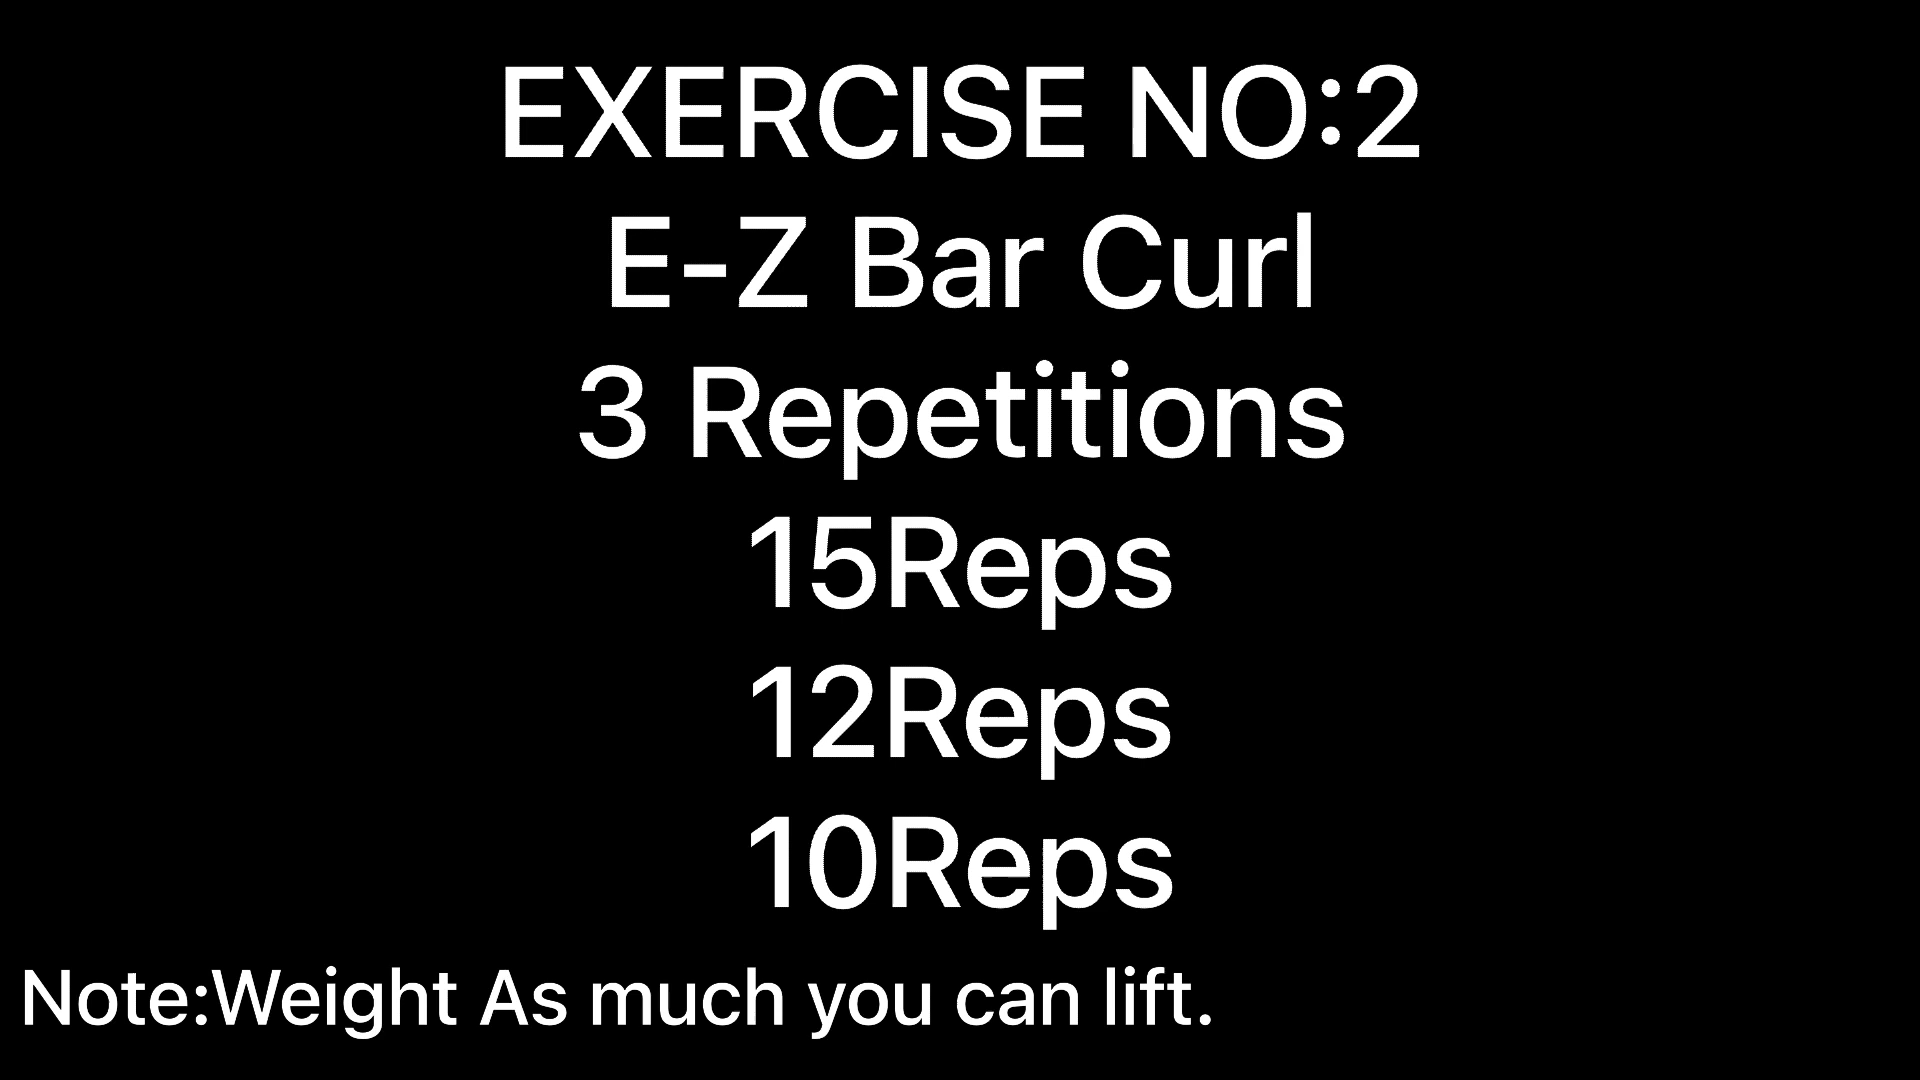 EXERCISE NO:2
E-Z Bar Curl
3 Repetitions
15Reps
12Reps
10Reps
Note:Weight As much you can lift.